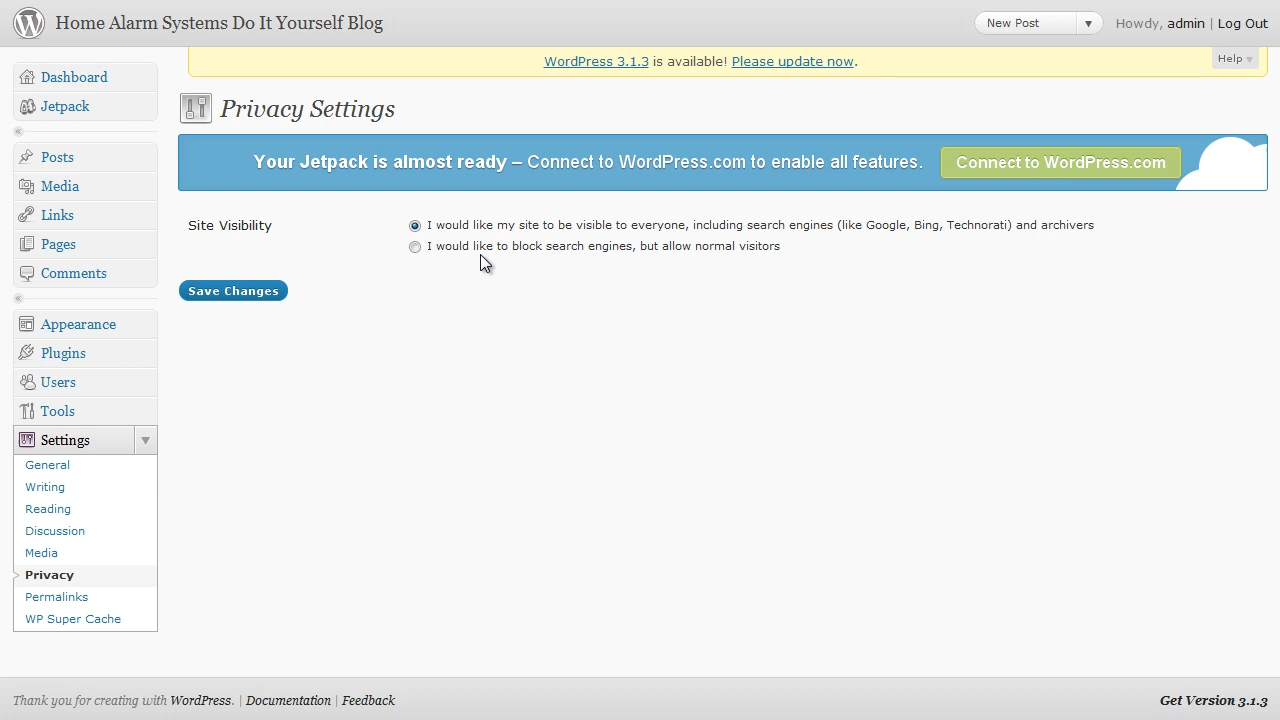 Home Alarm Systems Do It Yourself Blog
New Post
Howdy, admin | Log Out
WordPress 3.1.3 is available! Please update now.
Help
Dashboard
Jetpack
Posts
Media
Links
Pages
Comments
Appearance
Plugins
Users
Tools
Settings
General
Writing
Reading
Discussion
Media
Privacy
Permalinks
WP Super Cache
Privacy Settings
Your Jetpack is almost ready – Connect to WordPress.com to enable all features.
Connect to WordPress.com
Site Visibility
I would like my site to be visible to everyone, including search engines (like Google, Bing, Technorati) and archivers
I would like to block search engines, but allow normal visitors
Save Changes
Thank you for creating with WordPress. | Documentation | Feedback
Get Version 3.1.3